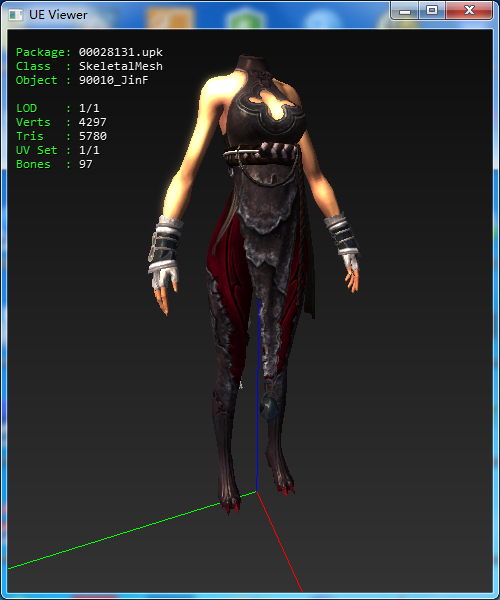 UE Viewer
Package: 00028131.upk
Class : SkeletalMesh
Object : 90010_JinF
LOD : 1/1
Verts : 4297
Tris : 5780
UV Set : 1/1
Bones : 97